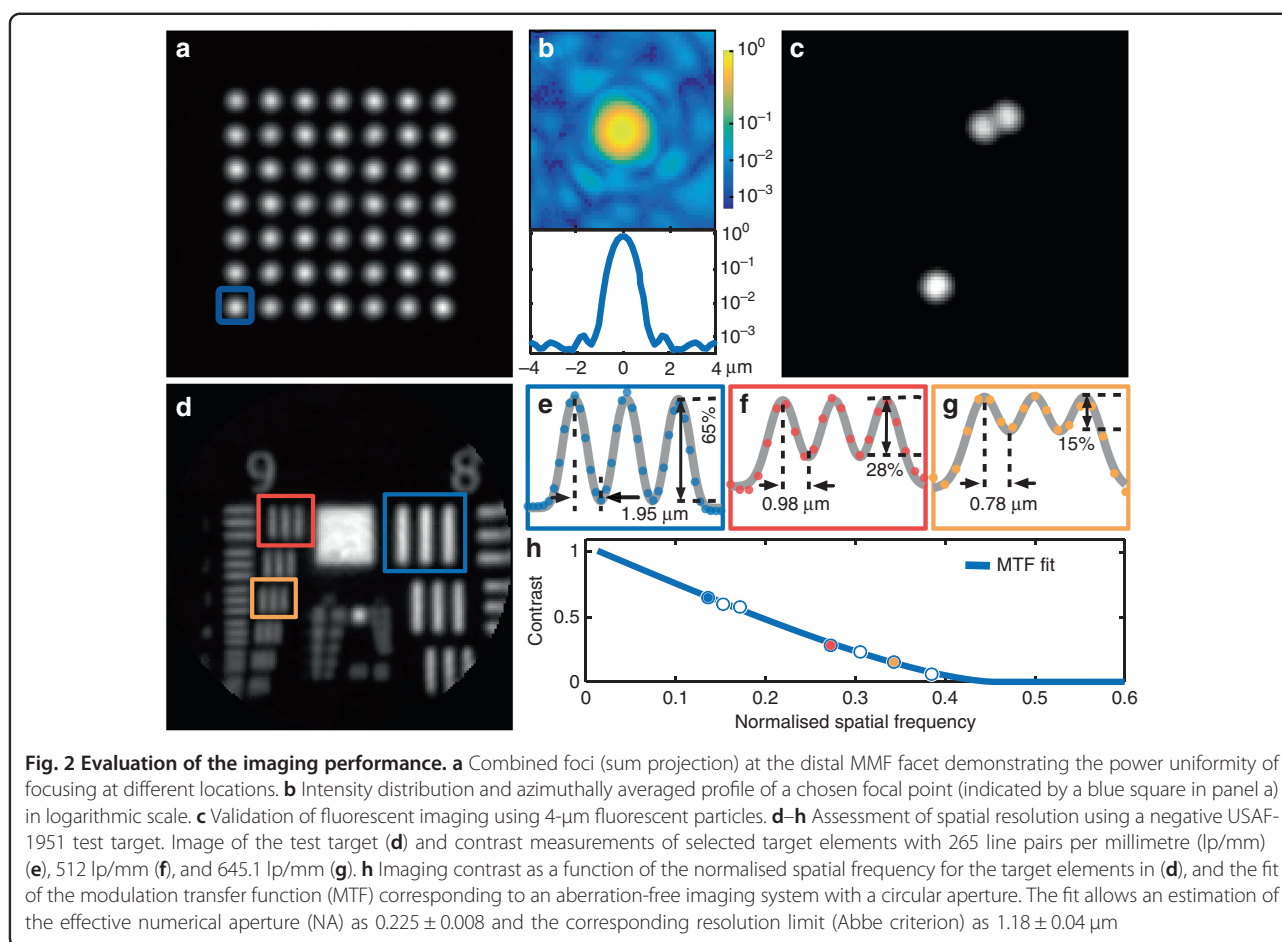 a
b
10⁰
10⁻¹
10⁻²
10⁻³
10⁰
10⁻¹
10⁻²
10⁻³
−4 −2 0 2 4 μm
c
d
9 8
e
65%
1.95 μm
f
28%
0.98 μm
g
15%
0.78 μm
h
MTF fit
Contrast
1
0.5
0
0 0.1 0.2 0.3 0.4 0.5 0.6
Normalised spatial frequency
Fig. 2 Evaluation of the imaging performance. a Combined foci (sum projection) at the distal MMF facet demonstrating the power uniformity of
focusing at different locations. b Intensity distribution and azimuthally averaged profile of a chosen focal point (indicated by a blue square in panel a)
in logarithmic scale. c Validation of fluorescent imaging using 4-μm fluorescent particles. d–h Assessment of spatial resolution using a negative USAF-
1951 test target. Image of the test target (d) and contrast measurements of selected target elements with 265 line pairs per millimetre (lp/mm)
(e), 512 lp/mm (f), and 645.1 lp/mm (g). h Imaging contrast as a function of the normalised spatial frequency for the target elements in (d), and the fit
of the modulation transfer function (MTF) corresponding to an aberration-free imaging system with a circular aperture. The fit allows an estimation of
the effective numerical aperture (NA) as 0.225 ± 0.008 and the corresponding resolution limit (Abbe criterion) as 1.18 ± 0.04 μm